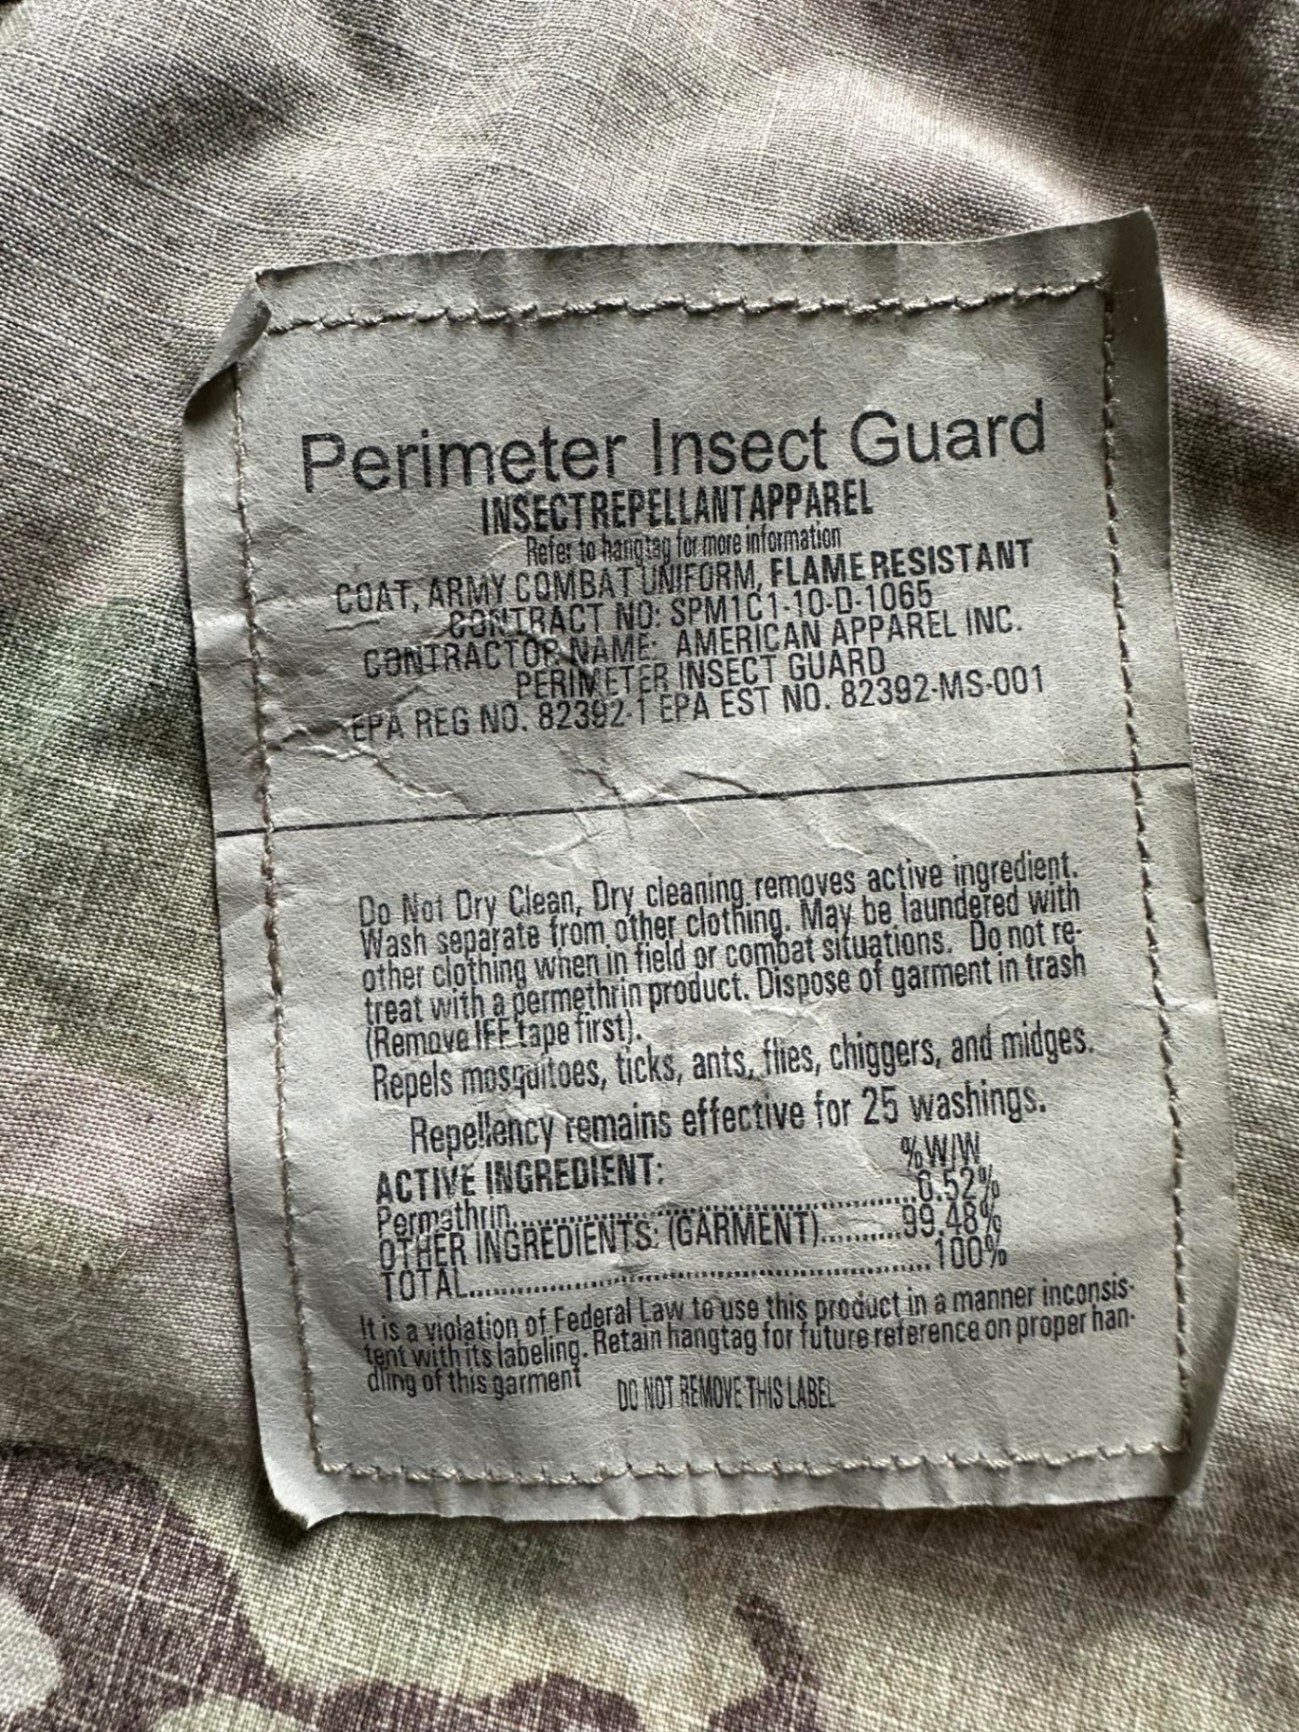 Perimeter Insect Guard
INSECT REPELLANT APPAREL
Refer to hangtag for more information
COAT, ARMY COMBAT UNIFORM, FLAME RESISTANT
CONTRACT NO: SPM1C1-10-D-1065
CONTRACTOR NAME: AMERICAN APPAREL INC.
PERIMETER INSECT GUARD
EPA REG NO. 82392-1 EPA EST NO. 82392-MS-001
Do Not Dry Clean, Dry cleaning removes active ingredient.
Wash separate from other clothing. May be laundered with
other clothing when in field or combat situations. Do not re-
treat with a permethrin product. Dispose of garment in trash
(Remove IFF tape first).
Repels mosquitoes, ticks, ants, flies, chiggers, and midges.
Repellency remains effective for 25 washings.
ACTIVE INGREDIENT: %W/W
Permethrin..............................0.52%
OTHER INGREDIENTS: (GARMENT)..........99.48%
TOTAL..............................100%
It is a violation of Federal Law to use this product in a manner inconsis-
tent with its labeling. Retain hangtag for future reference on proper han-
dling of this garment
DO NOT REMOVE THIS LABEL